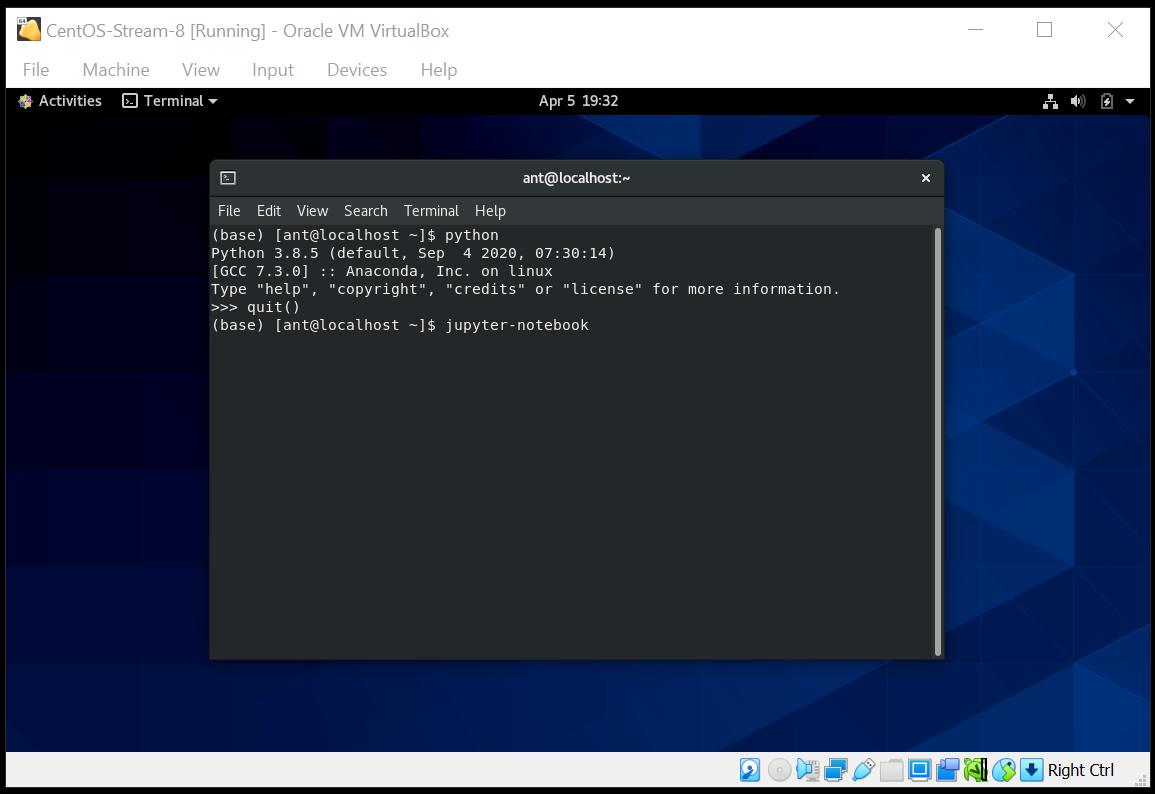 CentOS-Stream-8 [Running] - Oracle VM VirtualBox
File Machine View Input Devices Help
Activities Terminal Apr 5 19:32
ant@localhost:~
File Edit View Search Terminal Help
(base) [ant@localhost ~]$ python
Python 3.8.5 (default, Sep  4 2020, 07:30:14)
[GCC 7.3.0] :: Anaconda, Inc. on linux
Type "help", "copyright", "credits" or "license" for more information.
>>> quit()
(base) [ant@localhost ~]$ jupyter-notebook
Right Ctrl